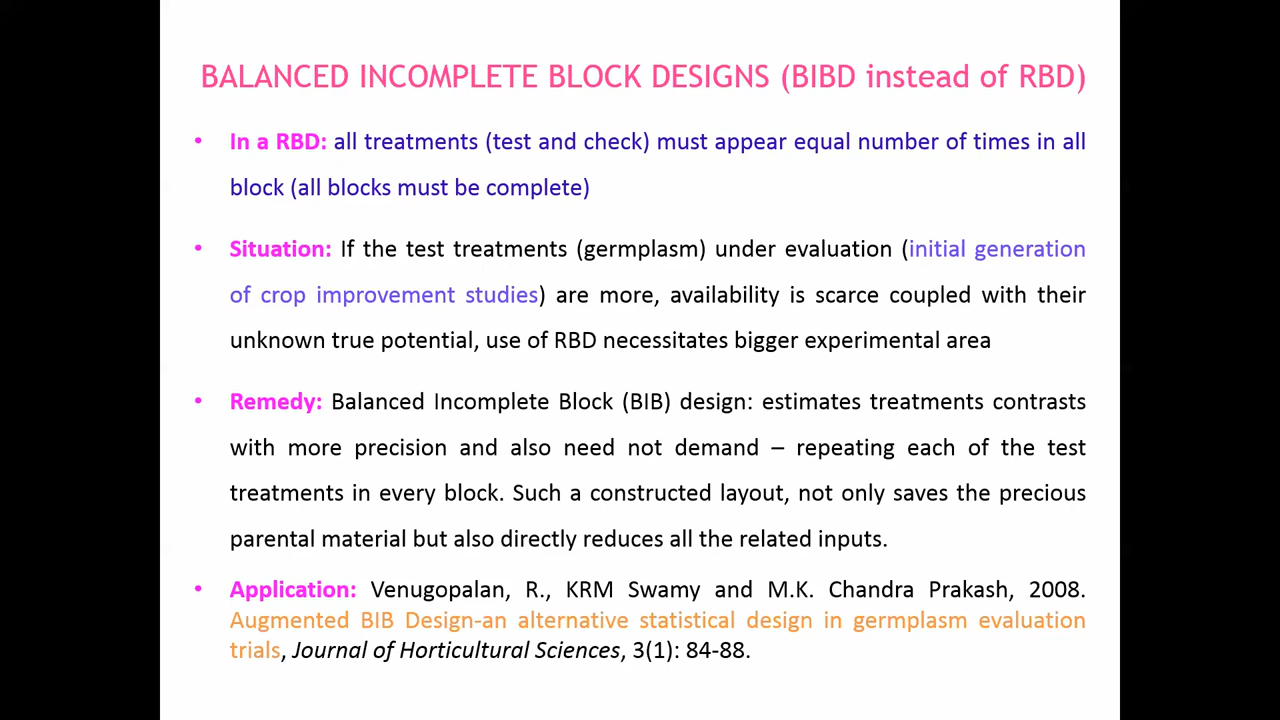 BALANCED INCOMPLETE BLOCK DESIGNS (BIBD instead of RBD)
• In a RBD: all treatments (test and check) must appear equal number of times in all
block (all blocks must be complete)
• Situation: If the test treatments (germplasm) under evaluation (initial generation
of crop improvement studies) are more, availability is scarce coupled with their
unknown true potential, use of RBD necessitates bigger experimental area
• Remedy: Balanced Incomplete Block (BIB) design: estimates treatments contrasts
with more precision and also need not demand – repeating each of the test
treatments in every block. Such a constructed layout, not only saves the precious
parental material but also directly reduces all the related inputs.
• Application: Venugopalan, R., KRM Swamy and M.K. Chandra Prakash, 2008.
Augmented BIB Design-an alternative statistical design in germplasm evaluation
trials, Journal of Horticultural Sciences, 3(1): 84-88.